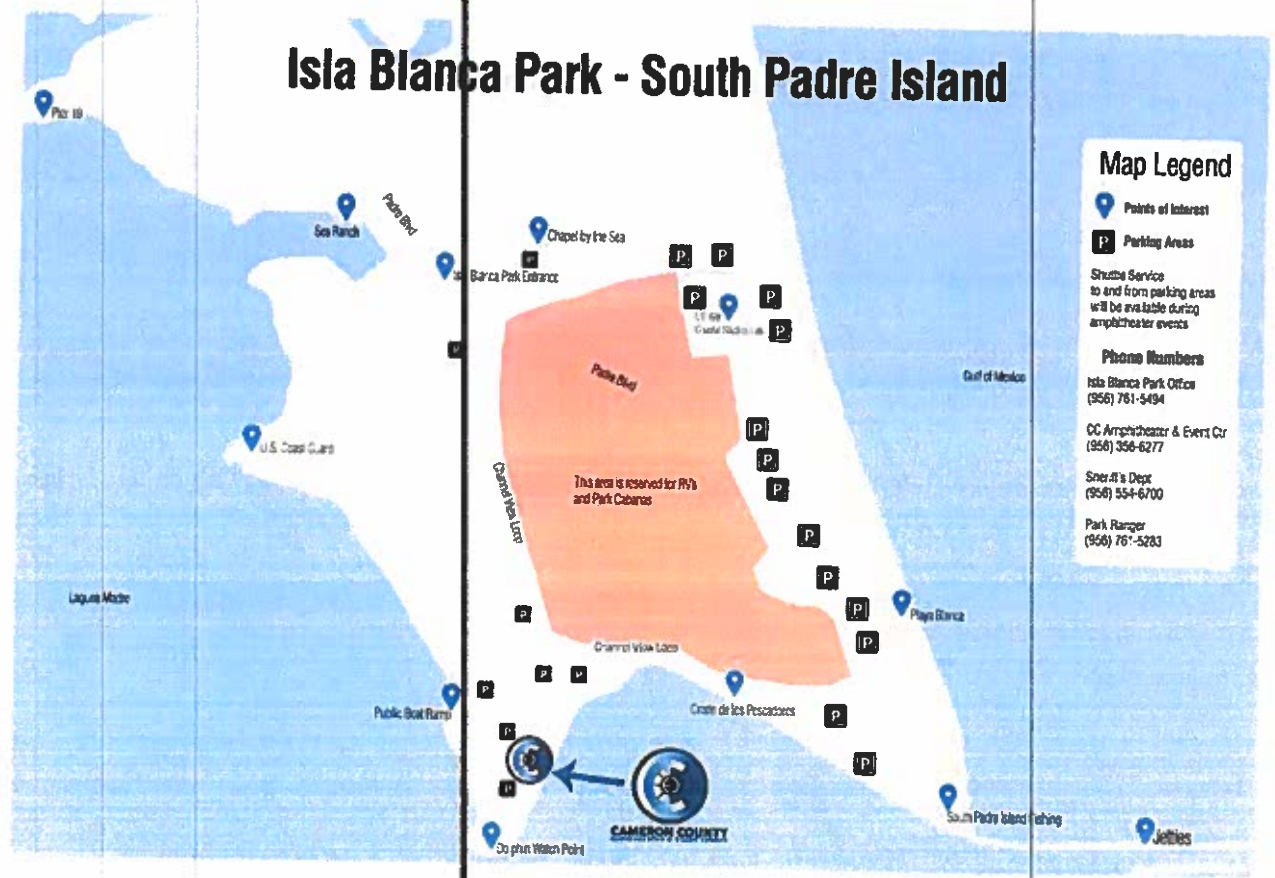 Isla Blanca Park - South Padre Island
Pier 19
Sea Ranch
Padre Blvd
Chapel by the Sea
Blanca Park Entrance
P
P
P
P
P
P
P
Padre Blvd
U.S. Coast Guard
Channel View Loop
This area is reserved for RVs
and Park Cabanas
P
P
P
P
P
P
P
Gulf of Mexico
Laguna Madre
Playa Blanca
P
Channel View Loop
P
P
P
P
Public Boat Ramp
Cristo de los Pescadores
P
P
P
CAMERON COUNTY
Dolphin Watch Point
South Padre Island Fishing
Jetties
Map Legend
Points of Interest
P Parking Areas
Shuttle Service
to and from parking areas
will be available during
amphitheater events
Phone Numbers
Isla Blanca Park Office
(956) 761-5494
CC Amphitheater & Event Ctr
(956) 356-6277
Sheriff's Dept
(956) 554-6700
Park Ranger
(956) 761-5283